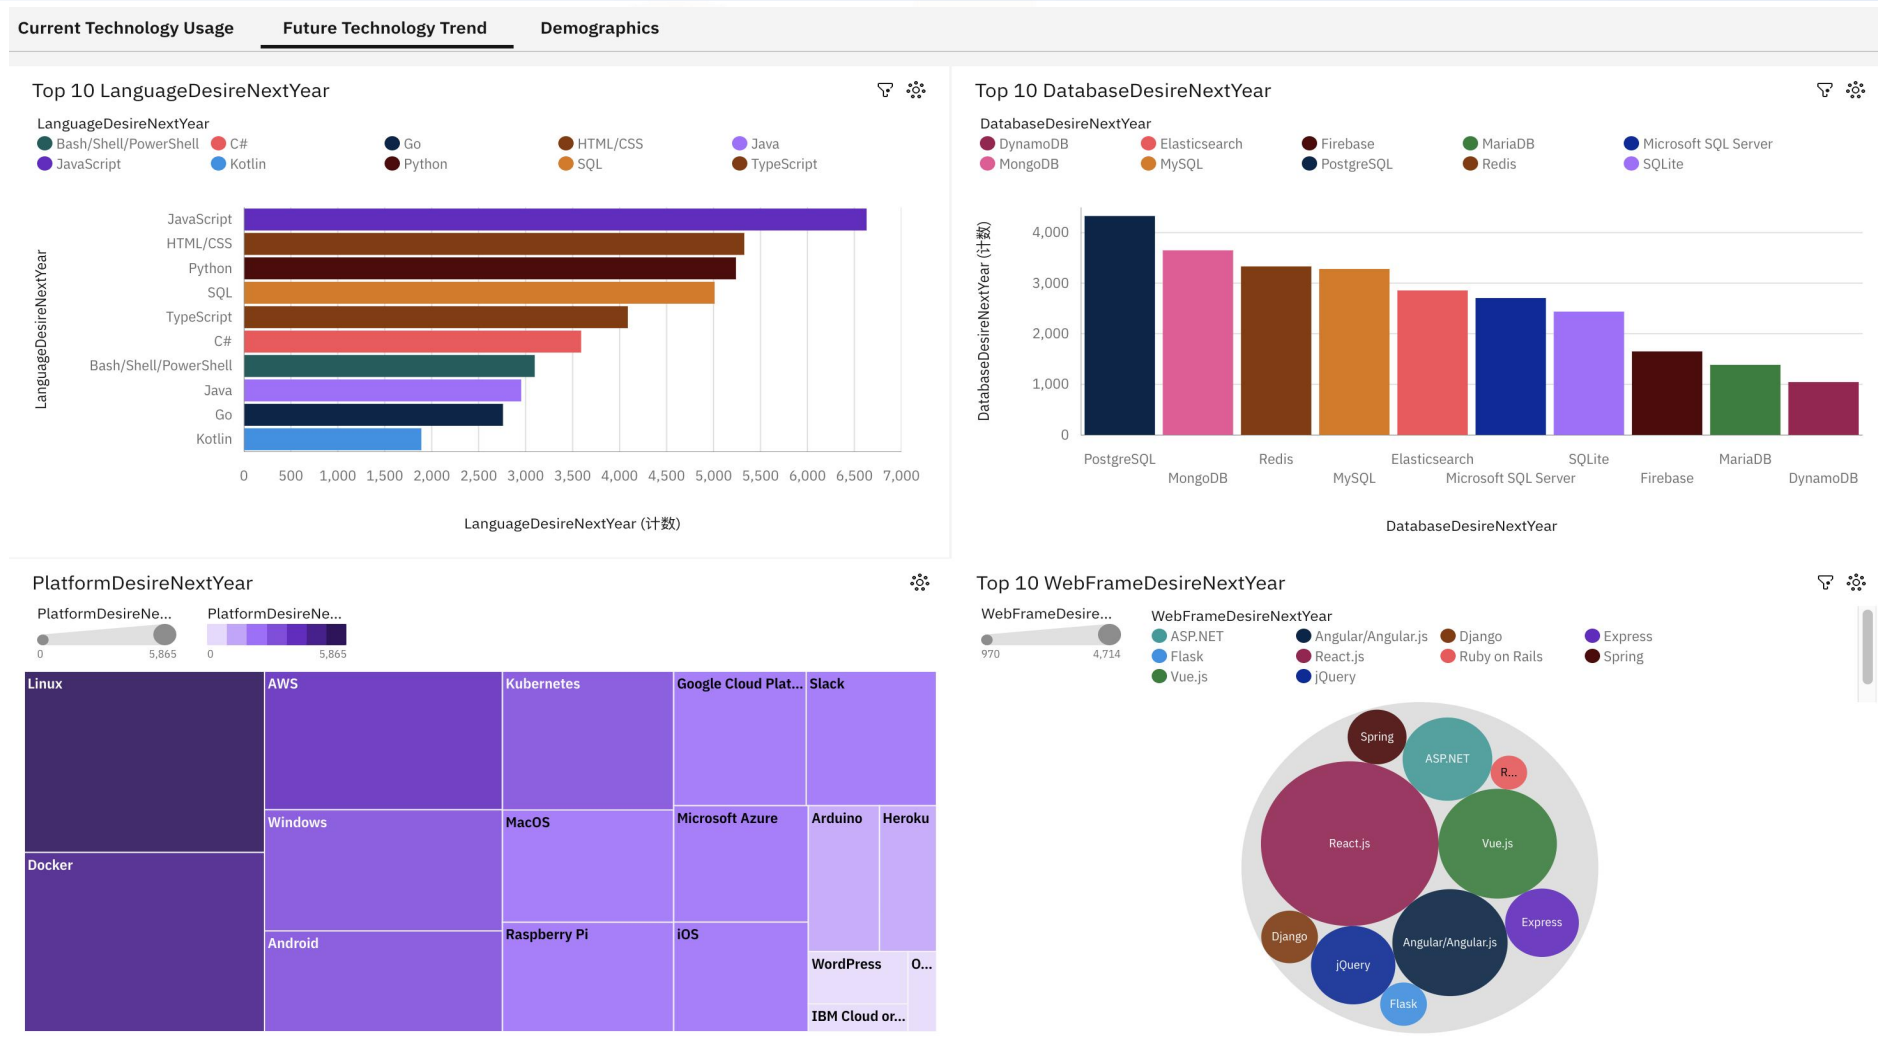 Current Technology Usage
Future Technology Trend
Demographics
Top 10 LanguageDesireNextYear
LanguageDesireNextYear
Bash/Shell/PowerShell C# Go HTML/CSS Java
JavaScript Kotlin Python SQL TypeScript
LanguageDesireNextYear
JavaScript
HTML/CSS
Python
SQL
TypeScript
C#
Bash/Shell/PowerShell
Java
Go
Kotlin
0 500 1,000 1,500 2,000 2,500 3,000 3,500 4,000 4,500 5,000 5,500 6,000 6,500 7,000
LanguageDesireNextYear (计数)
Top 10 DatabaseDesireNextYear
DatabaseDesireNextYear
DynamoDB Elasticsearch Firebase MariaDB Microsoft SQL Server
MongoDB MySQL PostgreSQL Redis SQLite
DatabaseDesireNextYear (计数)
4,000
3,000
2,000
1,000
0
PostgreSQL Redis Elasticsearch SQLite MariaDB
MongoDB MySQL Microsoft SQL Server Firebase DynamoDB
DatabaseDesireNextYear
PlatformDesireNextYear
PlatformDesireNe... PlatformDesireNe...
0 5,865 0 5,865
Linux
Docker
AWS
Windows
Android
Kubernetes
MacOS
Raspberry Pi
Google Cloud Plat...
Slack
Microsoft Azure
iOS
Arduino
Heroku
WordPress
O...
IBM Cloud or...
Top 10 WebFrameDesireNextYear
WebFrameDesire...
970 4,714
WebFrameDesireNextYear
ASP.NET Angular/Angular.js Django Express
Flask React.js Ruby on Rails Spring
Vue.js jQuery
Spring
ASP.NET
R...
React.js
Vue.js
Express
Django
Angular/Angular.js
jQuery
Flask